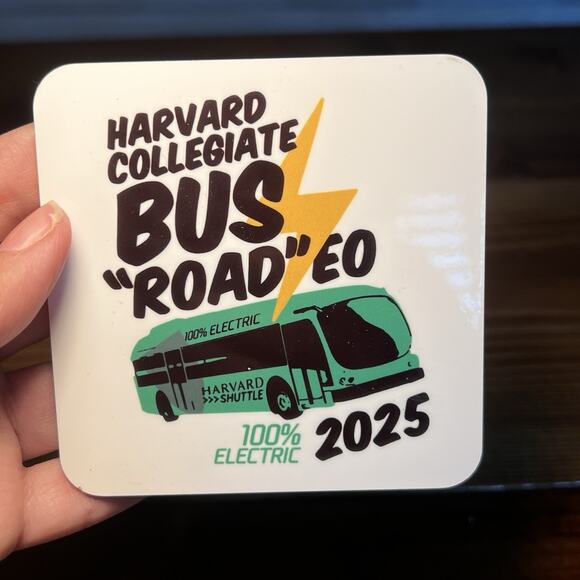 HARVARD
COLLEGIATE
BUS
"ROAD"EO
100% ELECTRIC
HARVARD
>>> SHUTTLE
100%
ELECTRIC
2025